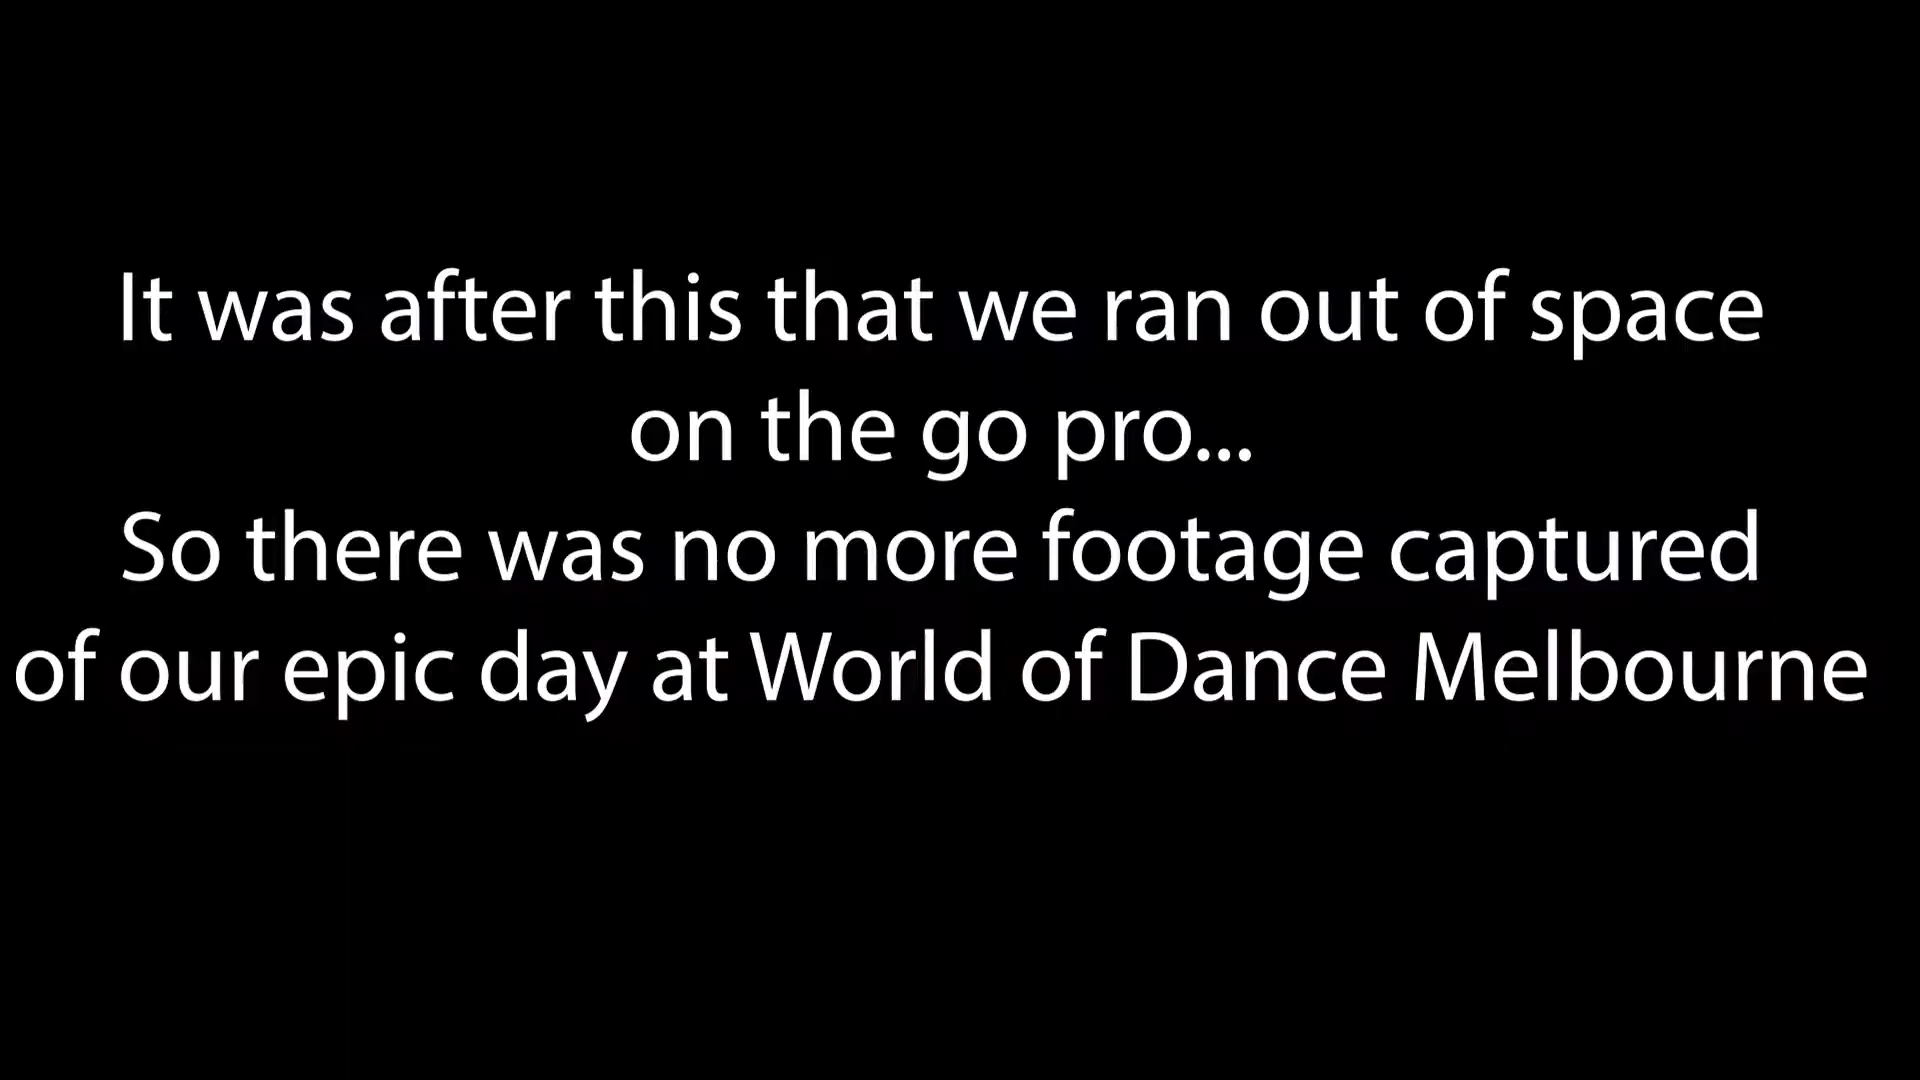 It was after this that we ran out of space
on the go pro...
So there was no more footage captured
of our epic day at World of Dance Melbourne